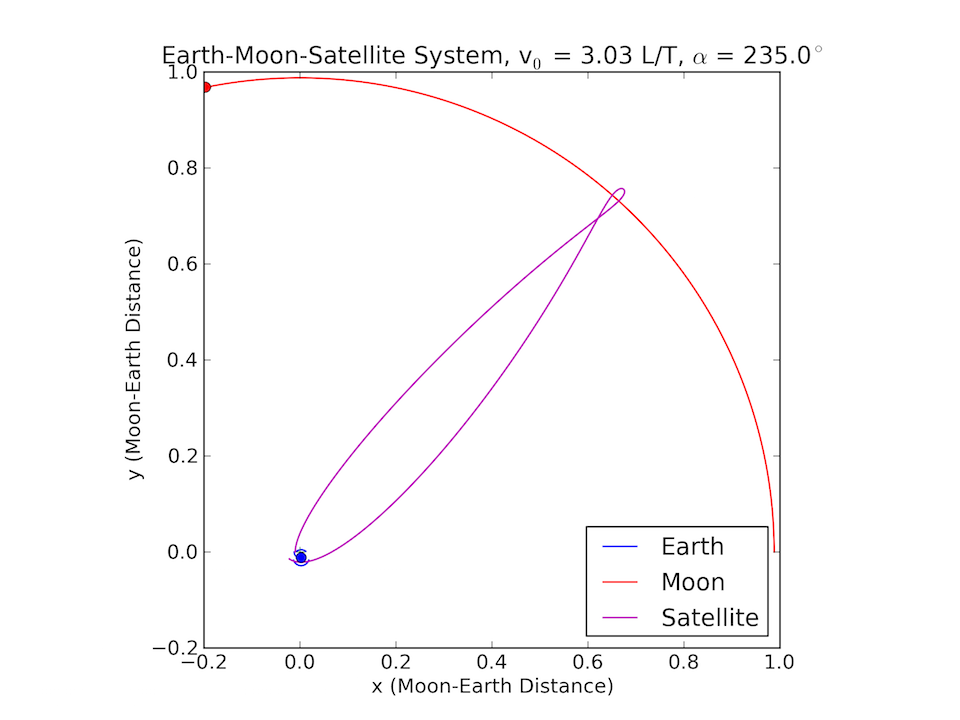 Earth-Moon-Satellite System, v₀ = 3.03 L/T, α = 235.0°
1.0
0.8
0.6
0.4
0.2
0.0
−0.2
y (Moon-Earth Distance)
Earth
Moon
Satellite
−0.2 0.0 0.2 0.4 0.6 0.8 1.0
x (Moon-Earth Distance)